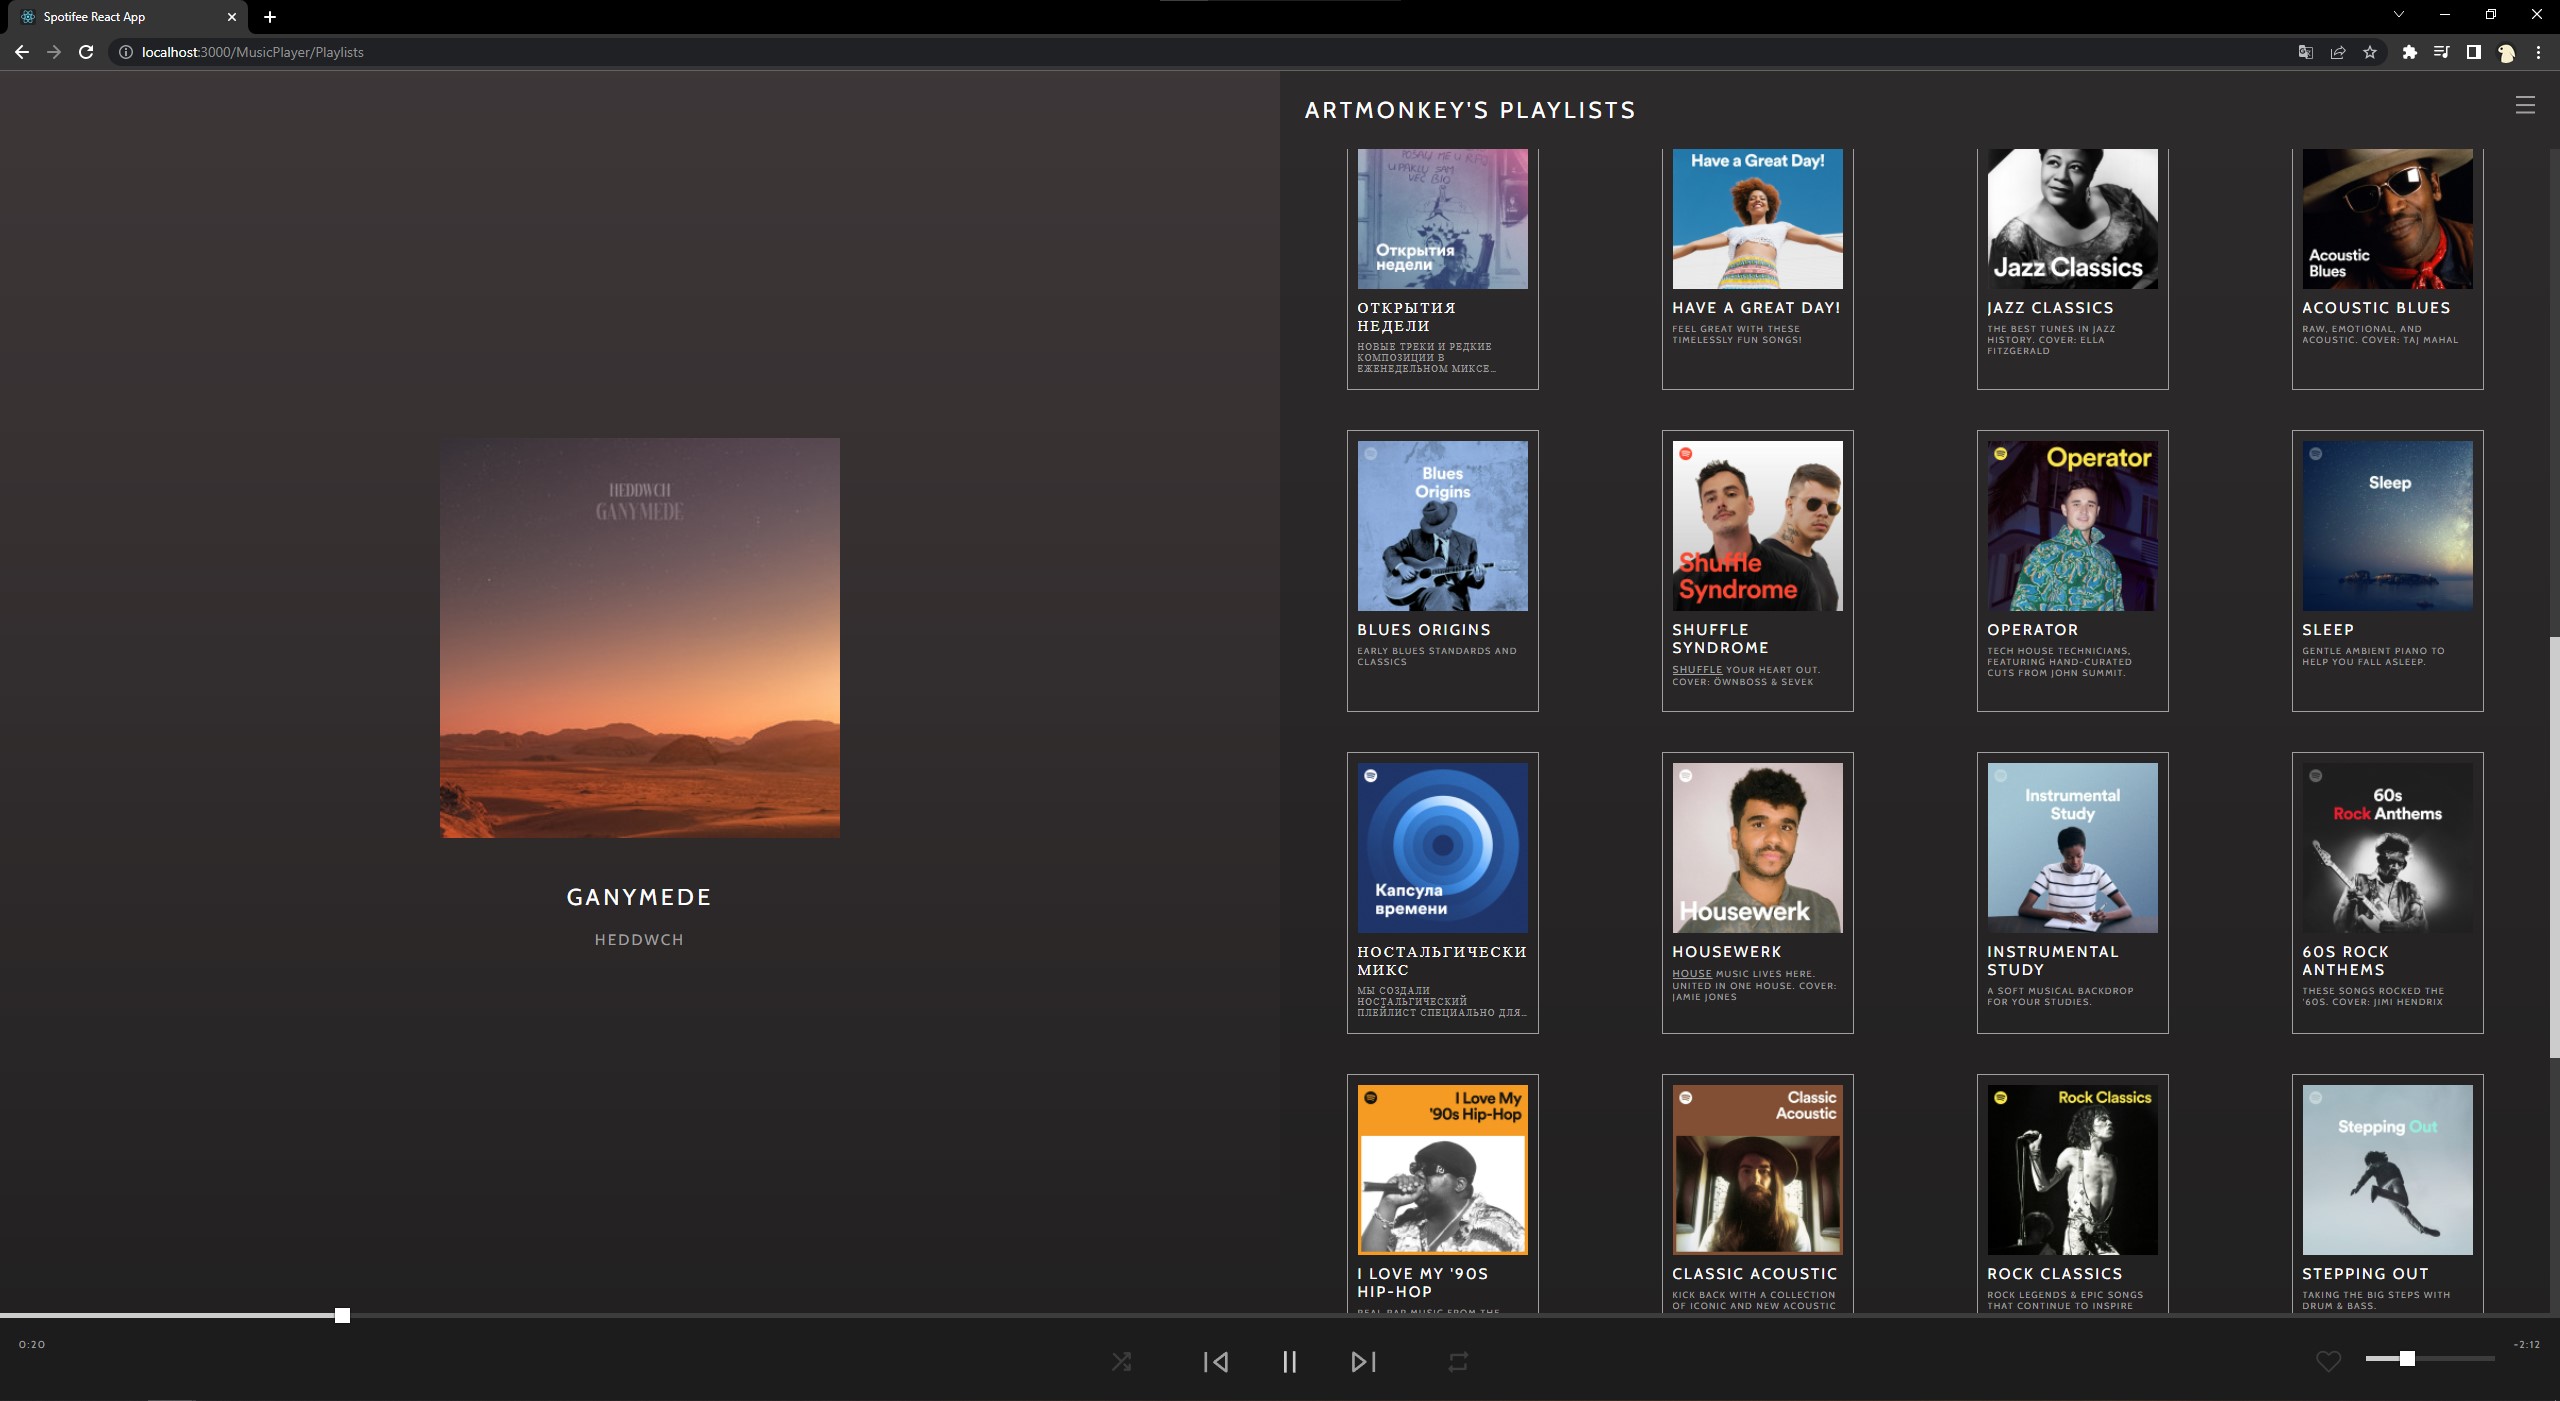 Spotifee React App
localhost:3000/MusicPlayer/Playlists
ARTMONKEY'S PLAYLISTS
HEDDWCH
GANYMEDE
GANYMEDE
HEDDWCH
Открытия
недели
ОТКРЫТИЯ
НЕДЕЛИ
НОВЫЕ ТРЕКИ И РЕДКИЕ
КОМПОЗИЦИИ В
ЕЖЕНЕДЕЛЬНОМ МИКСЕ…
Have a Great Day!
HAVE A GREAT DAY!
FEEL GREAT WITH THESE
TIMELESSLY FUN SONGS!
Jazz Classics
JAZZ CLASSICS
THE BEST TUNES IN JAZZ
HISTORY. COVER: ELLA
FITZGERALD
Acoustic
Blues
ACOUSTIC BLUES
RAW, EMOTIONAL, AND
ACOUSTIC. COVER: TAJ MAHAL
Blues
Origins
BLUES ORIGINS
EARLY BLUES STANDARDS AND
CLASSICS
Shuffle
Syndrome
SHUFFLE
SYNDROME
SHUFFLE YOUR HEART OUT.
COVER: ÖWNBOSS & SEVEK
Operator
OPERATOR
TECH HOUSE TECHNICIANS,
FEATURING HAND-CURATED
CUTS FROM JOHN SUMMIT.
Sleep
SLEEP
GENTLE AMBIENT PIANO TO
HELP YOU FALL ASLEEP.
Капсула
времени
НОСТАЛЬГИЧЕСКИ
МИКС
МЫ СОЗДАЛИ
НОСТАЛЬГИЧЕСКИЙ
ПЛЕЙЛИСТ СПЕЦИАЛЬНО ДЛЯ…
Housewerk
HOUSEWERK
HOUSE MUSIC LIVES HERE.
UNITED IN ONE HOUSE. COVER:
JAMIE JONES
Instrumental
Study
INSTRUMENTAL
STUDY
A SOFT MUSICAL BACKDROP
FOR YOUR STUDIES.
60s
Rock Anthems
60S ROCK
ANTHEMS
THESE SONGS ROCKED THE
'60S. COVER: JIMI HENDRIX
I Love My
'90s Hip-Hop
I LOVE MY '90S
HIP-HOP
REAL RAP MUSIC FROM THE
Classic
Acoustic
CLASSIC ACOUSTIC
KICK BACK WITH A COLLECTION
OF ICONIC AND NEW ACOUSTIC
Rock Classics
ROCK CLASSICS
ROCK LEGENDS & EPIC SONGS
THAT CONTINUE TO INSPIRE
Stepping Out
STEPPING OUT
TAKING THE BIG STEPS WITH
DRUM & BASS.
0:20
-2:12